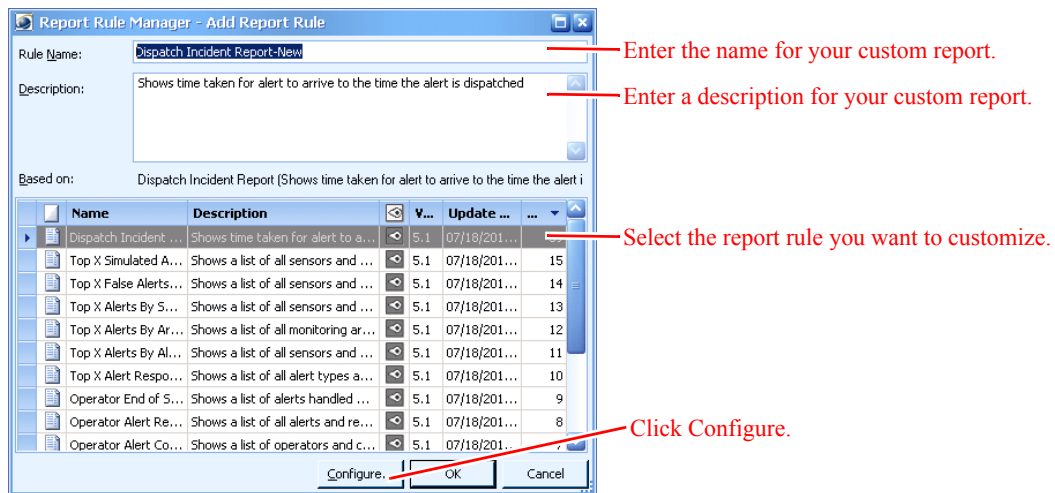 Report Rule Manager - Add Report Rule
Rule Name: Dispatch Incident Report-New
Enter the name for your custom report.
Description: Shows time taken for alert to arrive to the time the alert is dispatched
Enter a description for your custom report.
Based on: Dispatch Incident Report (Shows time taken for alert to arrive to the time the alert i
Name Description V... Update ... ...
Dispatch Incident ... Shows time taken for alert to a... 5.1 07/18/201...
Select the report rule you want to customize.
Top X Simulated A... Shows a list of all sensors and ... 5.1 07/18/201... 15
Top X False Alerts... Shows a list of all sensors and ... 5.1 07/18/201... 14
Top X Alerts By S... Shows a list of all sensors and ... 5.1 07/18/201... 13
Top X Alerts By Ar... Shows a list of all monitoring ar... 5.1 07/18/201... 12
Top X Alerts By Al... Shows a list of all sensors and ... 5.1 07/18/201... 11
Top X Alert Respo... Shows a list of all alert types a... 5.1 07/18/201... 10
Operator End of S... Shows a list of alerts handled ... 5.1 07/18/201... 9
Operator Alert Re... Shows a list of all alerts and re... 5.1 07/18/201... 8
Operator Alert Co... Shows a list of operators and c... 5.1 07/18/201... 7
Click Configure.
Configure. OK Cancel